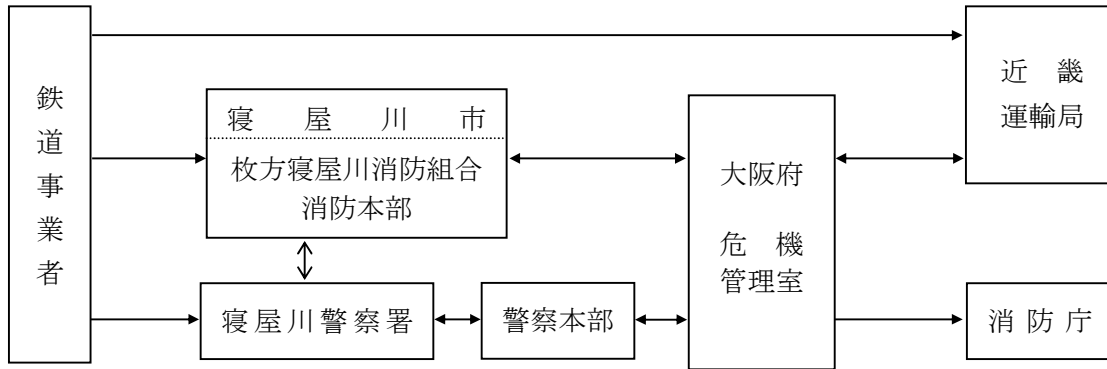 鉄道事業者
寝屋川市
枚方寝屋川消防組合
消防本部
寝屋川警察署
警察本部
大阪府
危機
管理室
近畿
運輸局
消防庁